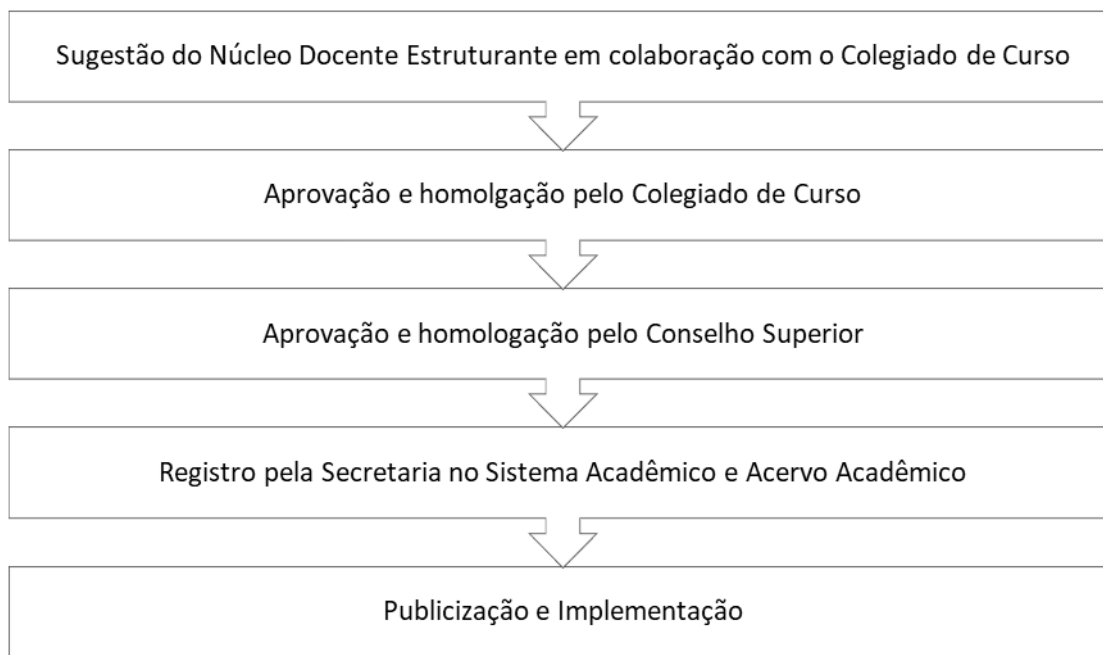 Sugestão do Núcleo Docente Estruturante em colaboração com o Colegiado de Curso
Aprovação e homolgação pelo Colegiado de Curso
Aprovação e homologação pelo Conselho Superior
Registro pela Secretaria no Sistema Acadêmico e Acervo Acadêmico
Publicização e Implementação